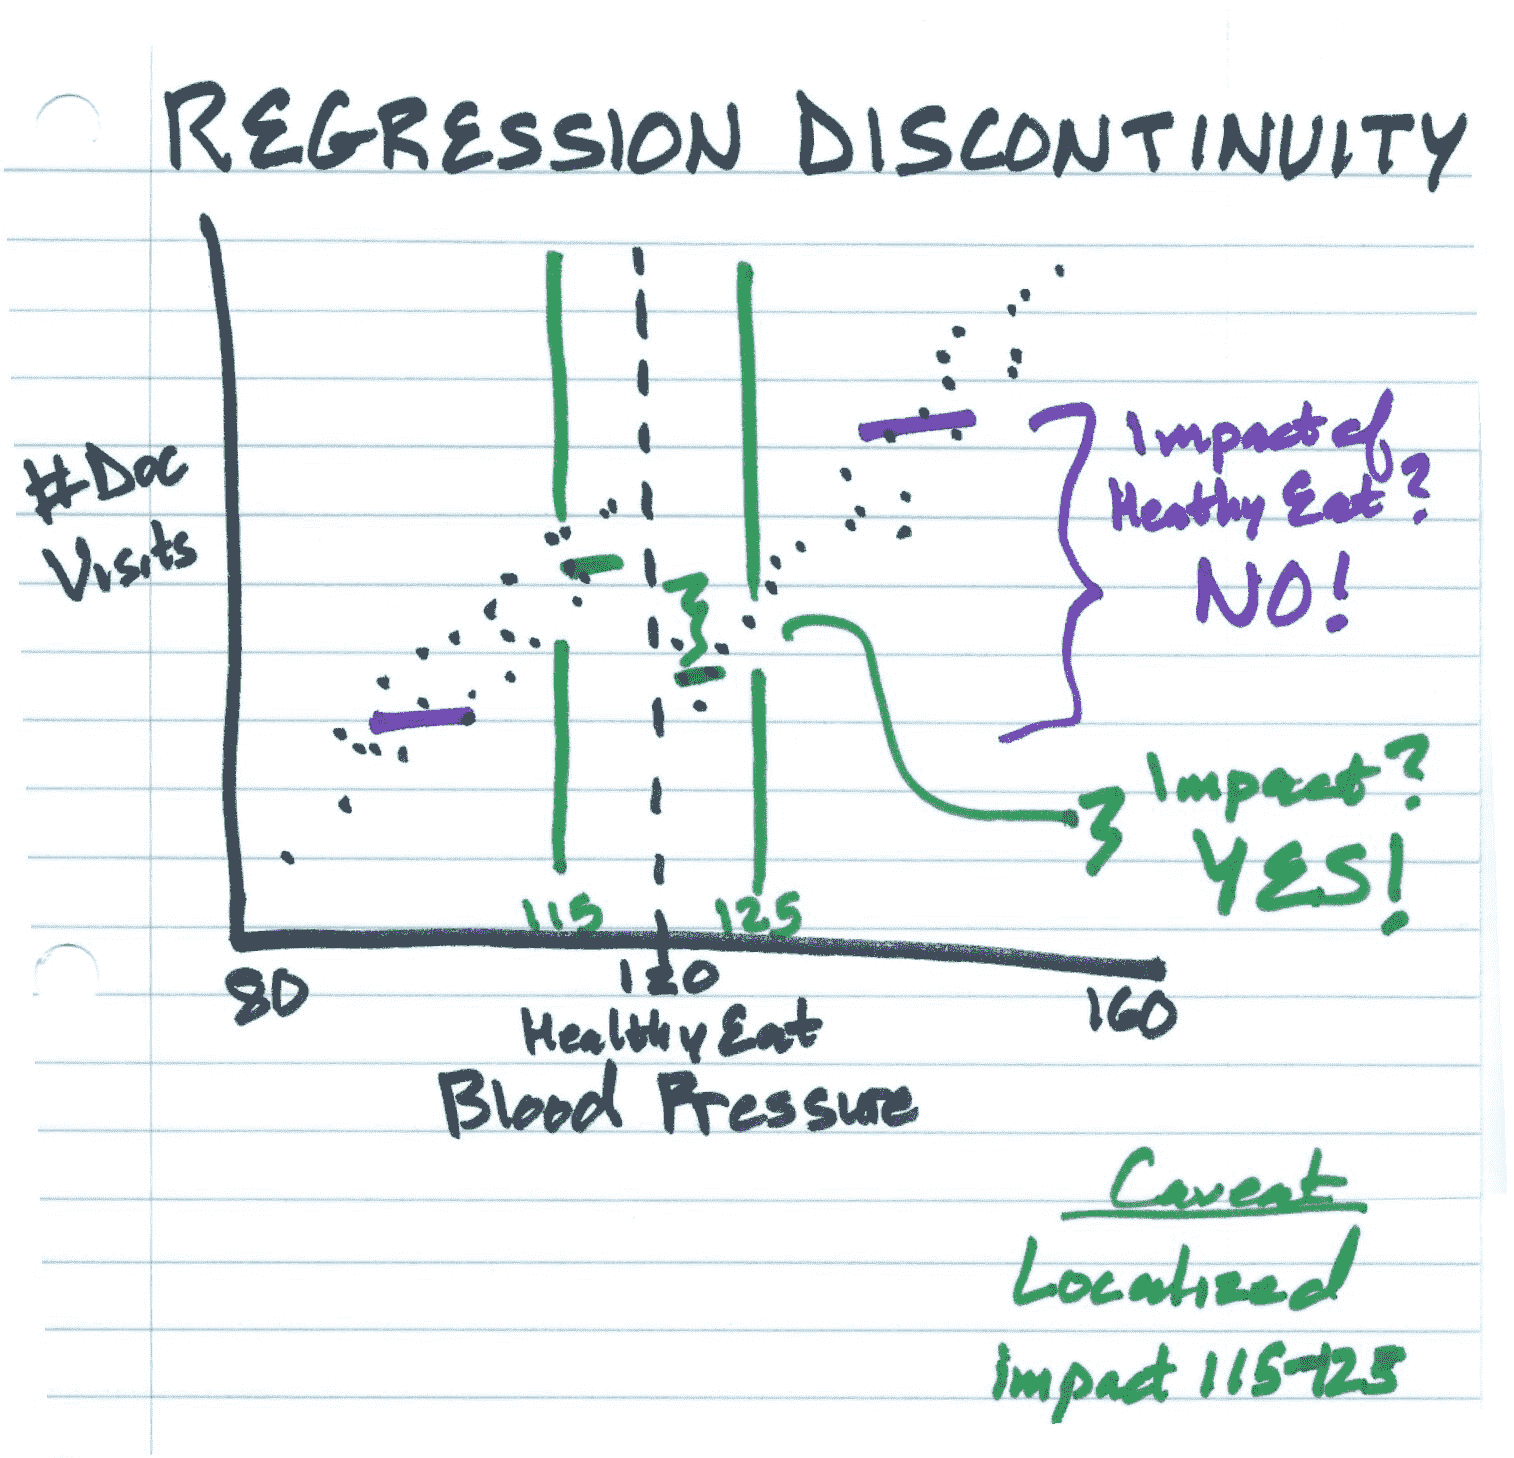 REGRESSION DISCONTINUITY
#Doc
Visits
Impact of
Heathy Eat?
NO!
Impact?
YES!
115
125
80
120
160
Healthy Eat
Blood Pressure
Caveat
Localized
impact 115-125